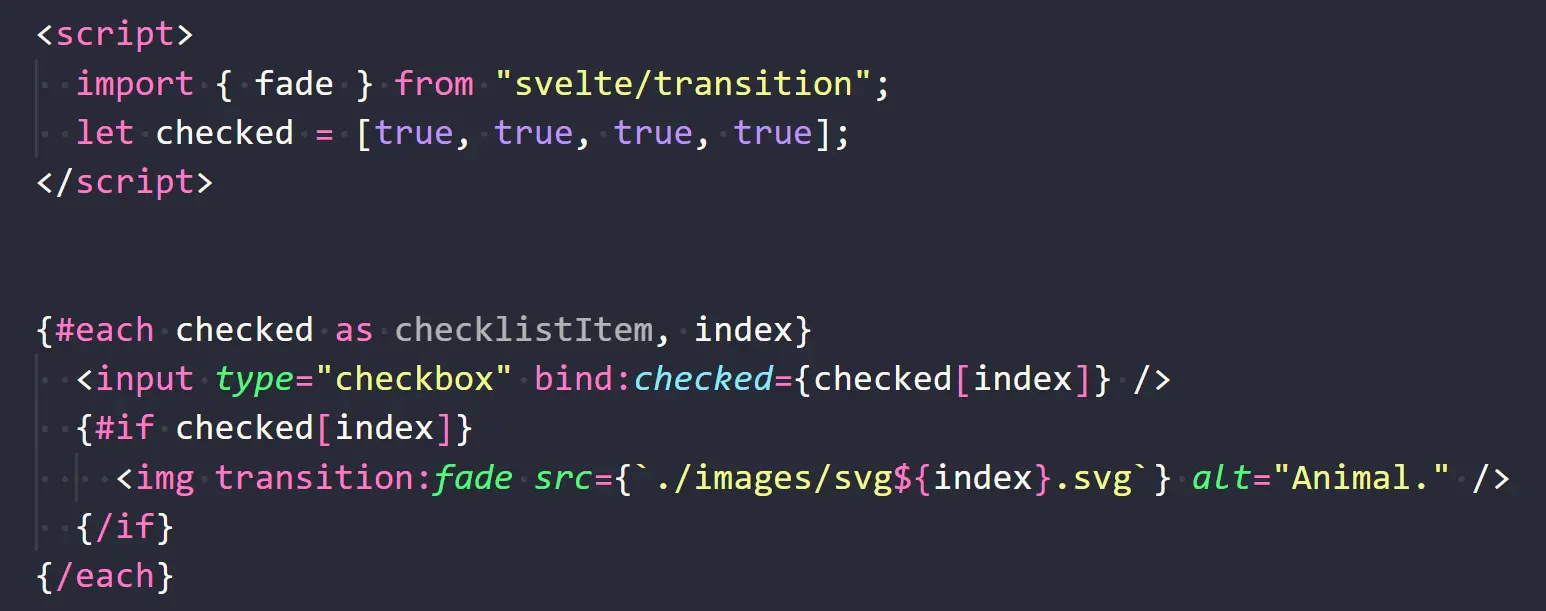 <script>
import { fade } from "svelte/transition";
let checked = [true, true, true, true];
</script>
{#each checked as checklistItem, index}
<input type="checkbox" bind:checked={checked[index]} />
{#if checked[index]}
<img transition:fade src={`./images/svg${index}.svg`} alt="Animal." />
{/if}
{/each}